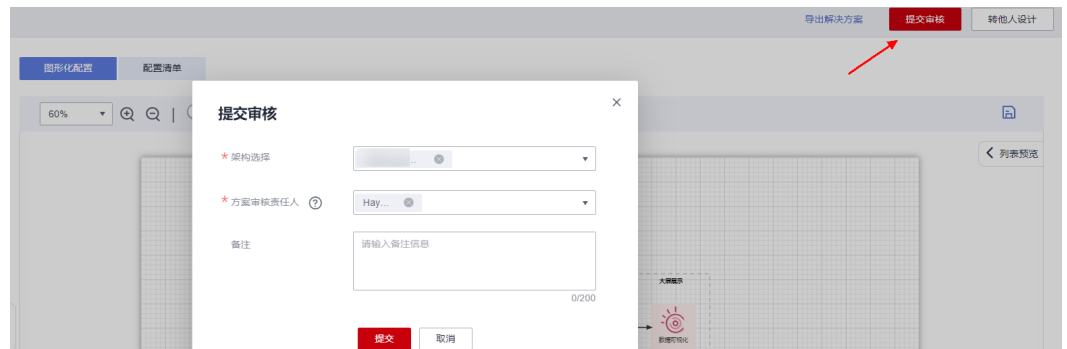 导出解决方案 提交审核 转他人设计
图形化配置 配置清单
60%
提交审核
列表预览
* 架构选择
..
* 方案审核责任人 ?
Hay...
备注
请输入备注信息
0/200
大屏展示
数据可视化
提交 取消